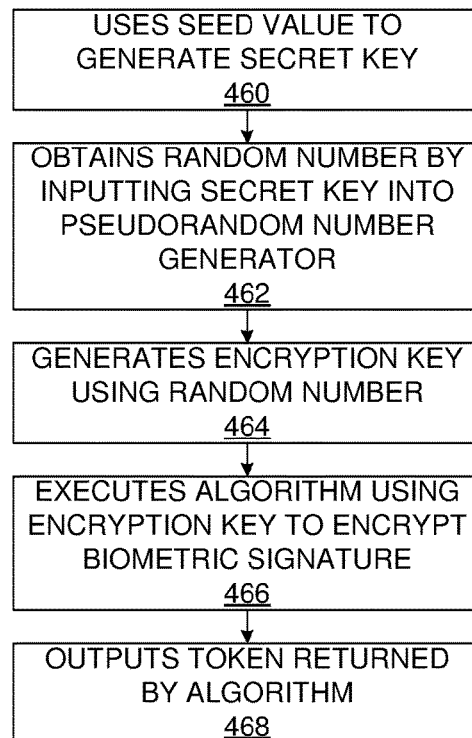 USES SEED VALUE TO
GENERATE SECRET KEY
460
OBTAINS RANDOM NUMBER BY
INPUTTING SECRET KEY INTO
PSEUDORANDOM NUMBER
GENERATOR
462
GENERATES ENCRYPTION KEY
USING RANDOM NUMBER
464
EXECUTES ALGORITHM USING
ENCRYPTION KEY TO ENCRYPT
BIOMETRIC SIGNATURE
466
OUTPUTS TOKEN RETURNED
BY ALGORITHM
468